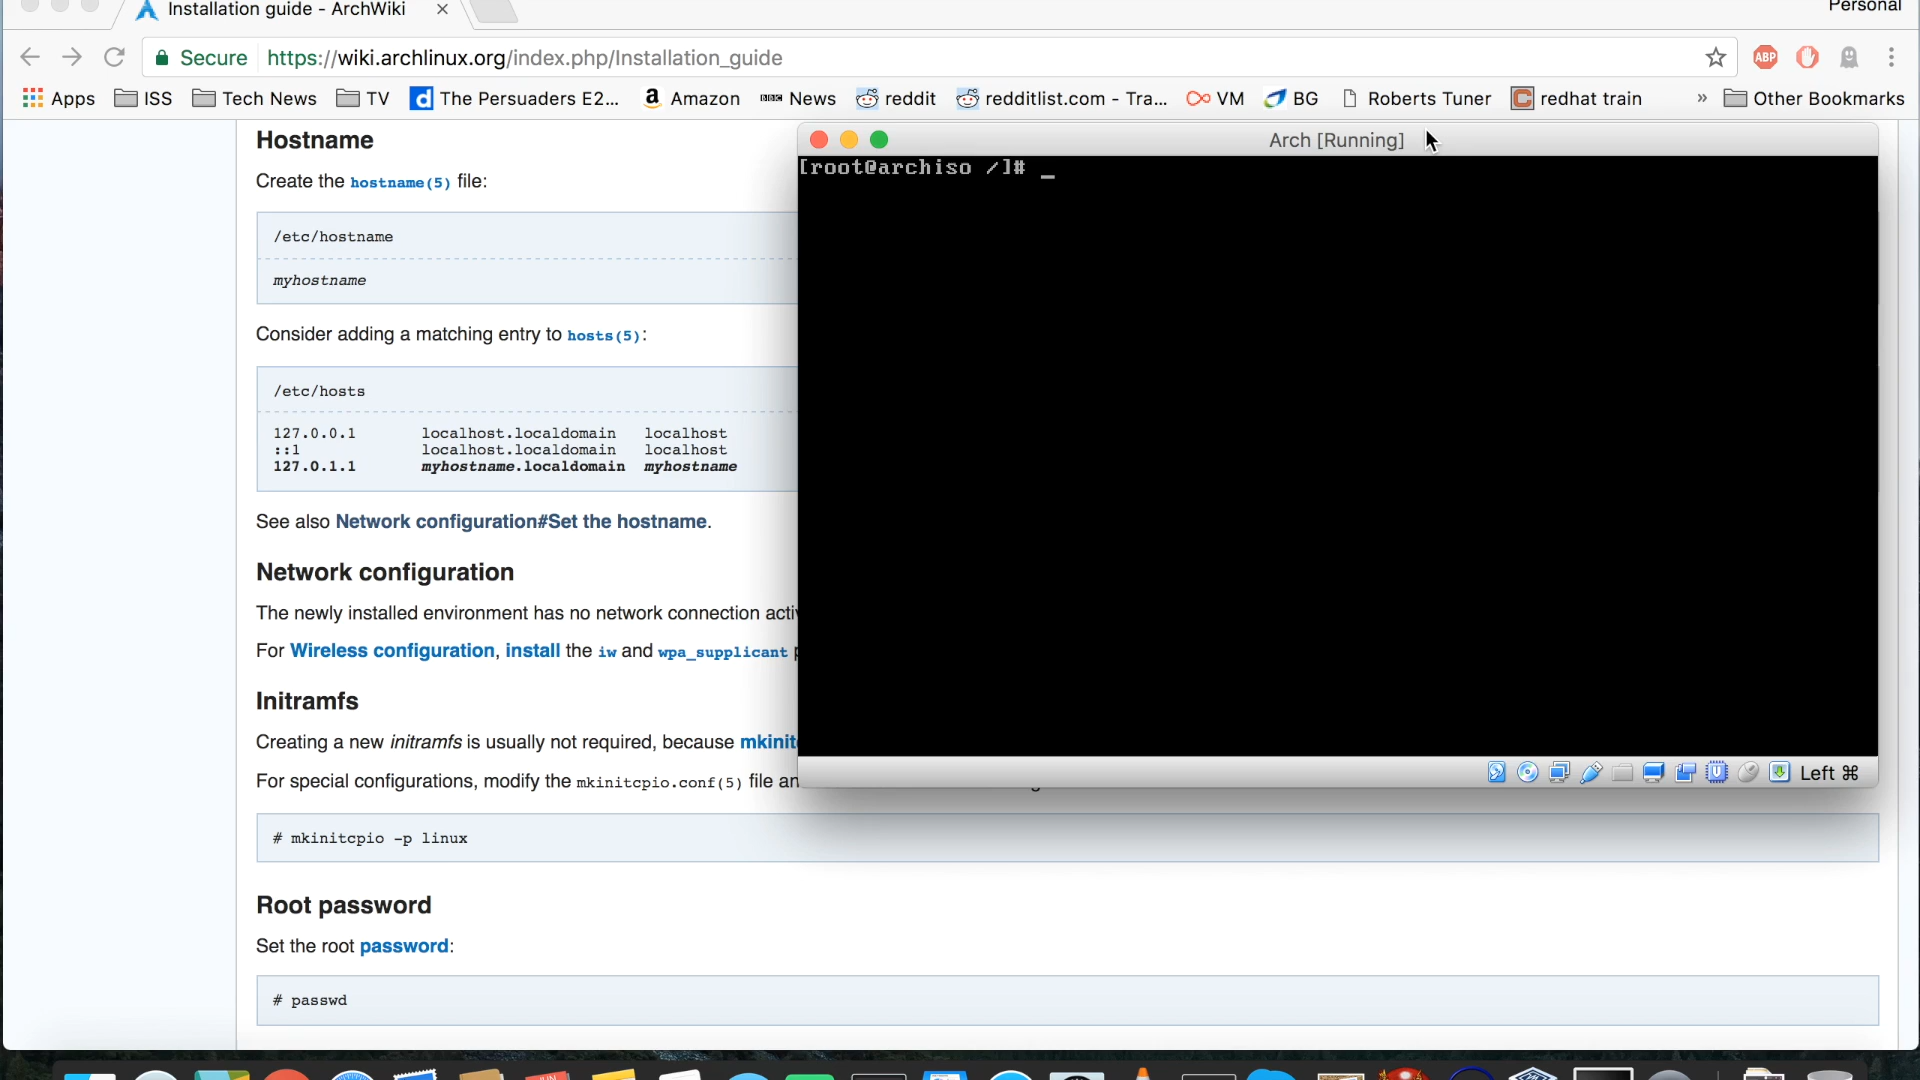 Installation guide - ArchWiki
Personal
Secure https://wiki.archlinux.org/index.php/Installation_guide
ABP
Apps ISS Tech News TV The Persuaders E2... Amazon News reddit redditlist.com - Tra... VM BG Roberts Tuner redhat train » Other Bookmarks
Hostname
Create the hostname(5) file:
/etc/hostname
myhostname
Consider adding a matching entry to hosts(5):
/etc/hosts
127.0.0.1 localhost.localdomain localhost
::1 localhost.localdomain localhost
127.0.1.1 myhostname.localdomain myhostname
See also Network configuration#Set the hostname.
Network configuration
The newly installed environment has no network connection acti
For Wireless configuration, install the iw and wpa_supplicant p
Initramfs
Creating a new initramfs is usually not required, because mkinit
For special configurations, modify the mkinitcpio.conf(5) file an
# mkinitcpio -p linux
Root password
Set the root password:
# passwd
Arch [Running]
[root@archiso /]# _
Left ⌘